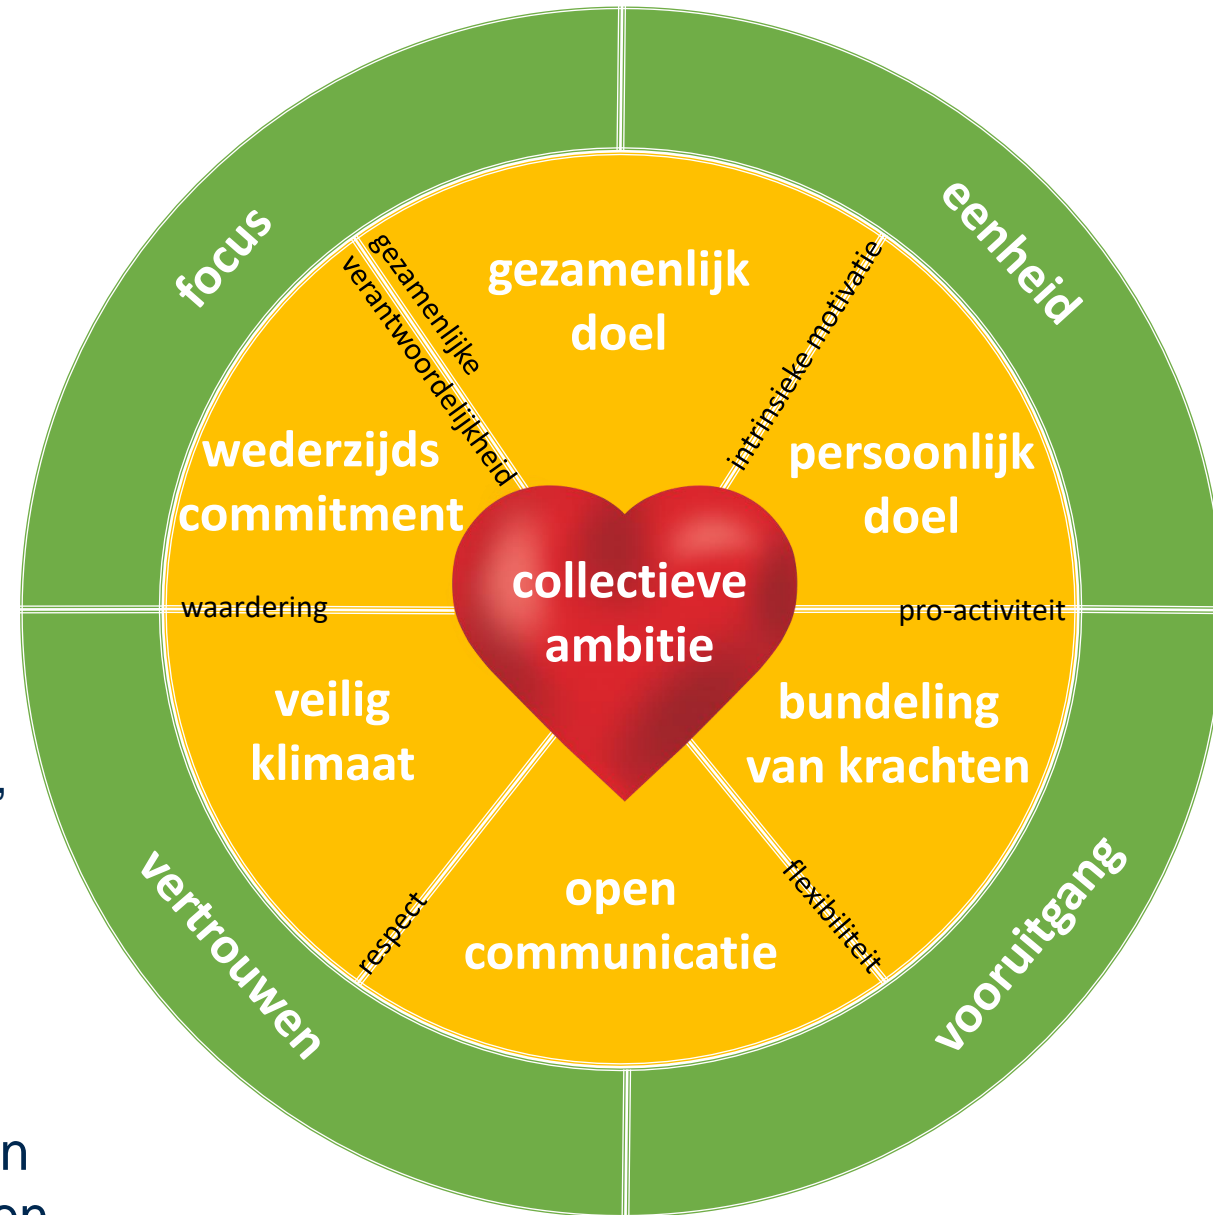 focus
eenheid
gezamenlijke
verantwoordelijkheid
gezamenlijk
doel
intrinsieke motivatie
wederzijds
commitment
persoonlijk
doel
collectieve
ambitie
waardering
pro-activiteit
veilig
klimaat
bundeling
van krachten
,
vertrouwen
respect
open
communicatie
flexibiliteit
vooruitgang
n